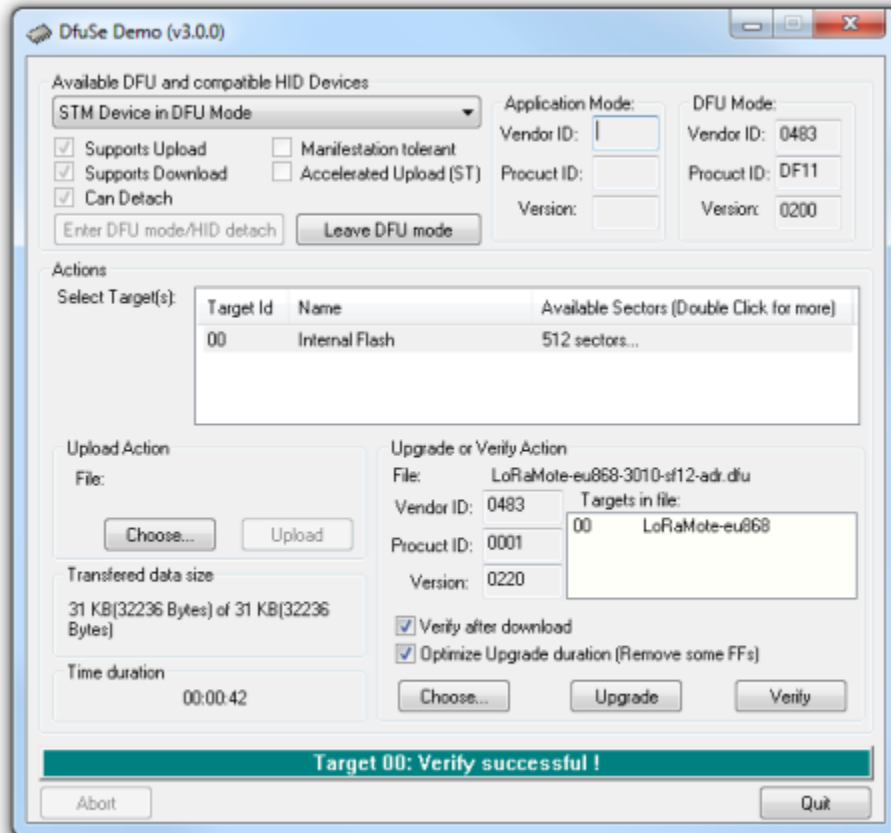 DfuSe Demo (v3.0.0)
Available DFU and compatible HID Devices
STM Device in DFU Mode
Supports Upload
Manifestation tolerant
Supports Download
Accelerated Upload (ST)
Can Detach
Enter DFU mode/HID detach
Leave DFU mode
Application Mode:
Vendor ID:
Procuct ID:
Version:
DFU Mode:
Vendor ID: 0483
Procuct ID: DF11
Version: 0200
Actions
Select Target(s):
Target Id Name Available Sectors (Double Click for more)
00 Internal Flash 512 sectors...
Upload Action
File:
Choose... Upload
Transfered data size
31 KB(32236 Bytes) of 31 KB(32236
Bytes)
Time duration
00:00:42
Upgrade or Verify Action
File: LoRaMote-eu868-3010-sf12-adr.dfu
Vendor ID: 0483
Procuct ID: 0001
Version: 0220
Targets in file:
00 LoRaMote-eu868
Verify after download
Optimize Upgrade duration (Remove some FFs)
Choose... Upgrade Verify
Target 00: Verify successful !
Abort Quit